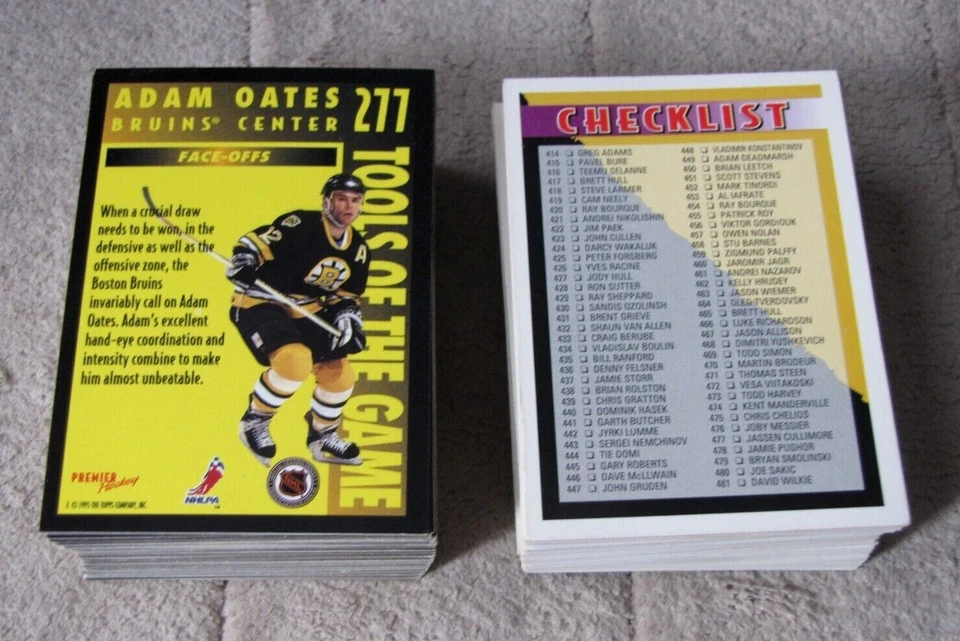 ADAM OATES
BRUINS® CENTER
277
FACE-OFFS
TOOLS OF THE GAME
When a crucial draw
needs to be won, in the
defensive as well as the
offensive zone, the
Boston Bruins
invariably call on Adam
Oates. Adam's excellent
hand-eye coordination and
intensity combine to make
him almost unbeatable.
12
A
B
PREMIER
Hockey
NHLPA
© 1995 THE TOPPS COMPANY, INC.
CHECKLIST
414 ❑ GREG ADAMS
415 ❑ PAVEL BURE
416 ❑ TEEMU SELANNE
417 ❑ BRETT HULL
418 ❑ STEVE LARMER
419 ❑ CAM NEELY
420 ❑ RAY BOURQUE
421 ❑ ANDREI NIKOLISHIN
422 ❑ JIM PAEK
423 ❑ JOHN CULLEN
424 ❑ DARCY WAKALUK
425 ❑ PETER FORSBERG
426 ❑ YVES RACINE
427 ❑ JODY HULL
428 ❑ RON SUTTER
429 ❑ RAY SHEPPARD
430 ❑ SANDIS OZOLINSH
431 ❑ BRENT GRIEVE
432 ❑ SHAUN VAN ALLEN
433 ❑ CRAIG BERUBE
434 ❑ VLADISLAV BOULIN
435 ❑ BILL RANFORD
436 ❑ DENNY FELSNER
437 ❑ JAMIE STORR
438 ❑ BRIAN ROLSTON
439 ❑ CHRIS GRATTON
440 ❑ DOMINIK HASEK
441 ❑ GARTH BUTCHER
442 ❑ JYRKI LUMME
443 ❑ SERGEI NEMCHINOV
444 ❑ TIE DOMI
445 ❑ GARY ROBERTS
446 ❑ DAVE McLLWAIN
447 ❑ JOHN GRUDEN
448 ❑ VLADIMIR KONSTANTINOV
449 ❑ ADAM DEADMARSH
450 ❑ BRIAN LEETCH
451 ❑ SCOTT STEVENS
452 ❑ MARK TINORDI
453 ❑ AL IAFRATE
454 ❑ RAY BOURQUE
455 ❑ PATRICK ROY
456 ❑ VIKTOR GORDIOUK
457 ❑ OWEN NOLAN
458 ❑ STU BARNES
459 ❑ ZIGMUND PALFFY
460 ❑ JAROMIR JAGR
461 ❑ ANDREI NAZAROV
462 ❑ KELLY HRUDEY
463 ❑ JASON WIEMER
464 ❑ OLEG TVERDOVSKY
465 ❑ BRETT HULL
466 ❑ LUKE RICHARDSON
467 ❑ JASON ALLISON
468 ❑ DIMITRI YUSHKEVICH
469 ❑ TODD SIMON
470 ❑ MARTIN BRODEUR
471 ❑ THOMAS STEEN
472 ❑ VESA VIITAKOSKI
473 ❑ TODD HARVEY
474 ❑ KENT MANDERVILLE
475 ❑ CHRIS CHELIOS
476 ❑ JOBY MESSIER
477 ❑ JASSEN CULLIMORE
478 ❑ JAMIE PUSHOR
479 ❑ BRYAN SMOLINSKI
480 ❑ JOE SAKIC
481 ❑ DAVID WILKIE